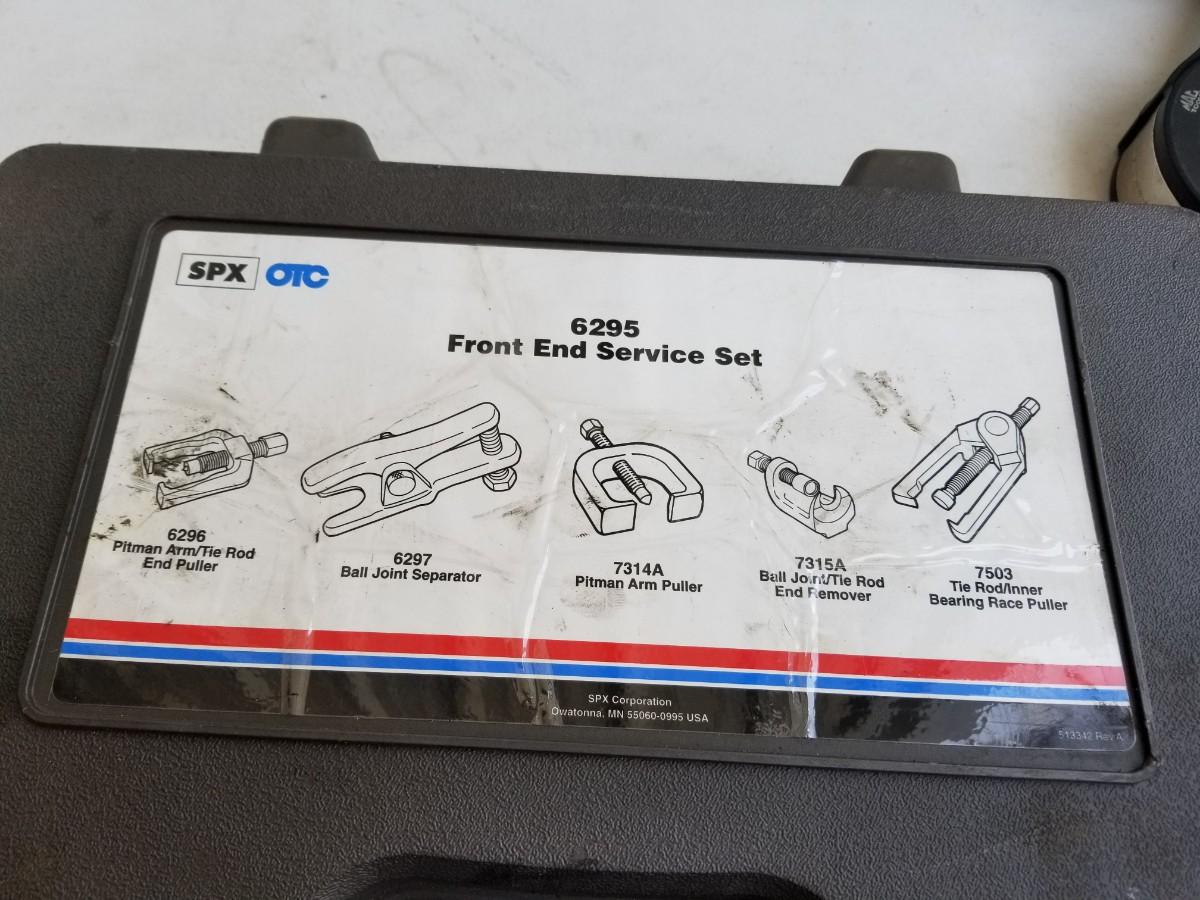 SPX OTC
6295
Front End Service Set
6296
Pitman Arm/Tie Rod
End Puller
6297
Ball Joint Separator
7314A
Pitman Arm Puller
7315A
Ball Joint/Tie Rod
End Remover
7503
Tie Rod/Inner
Bearing Race Puller
SPX Corporation
Owatonna, MN 55060-0995 USA
513342 Rev A
MAC